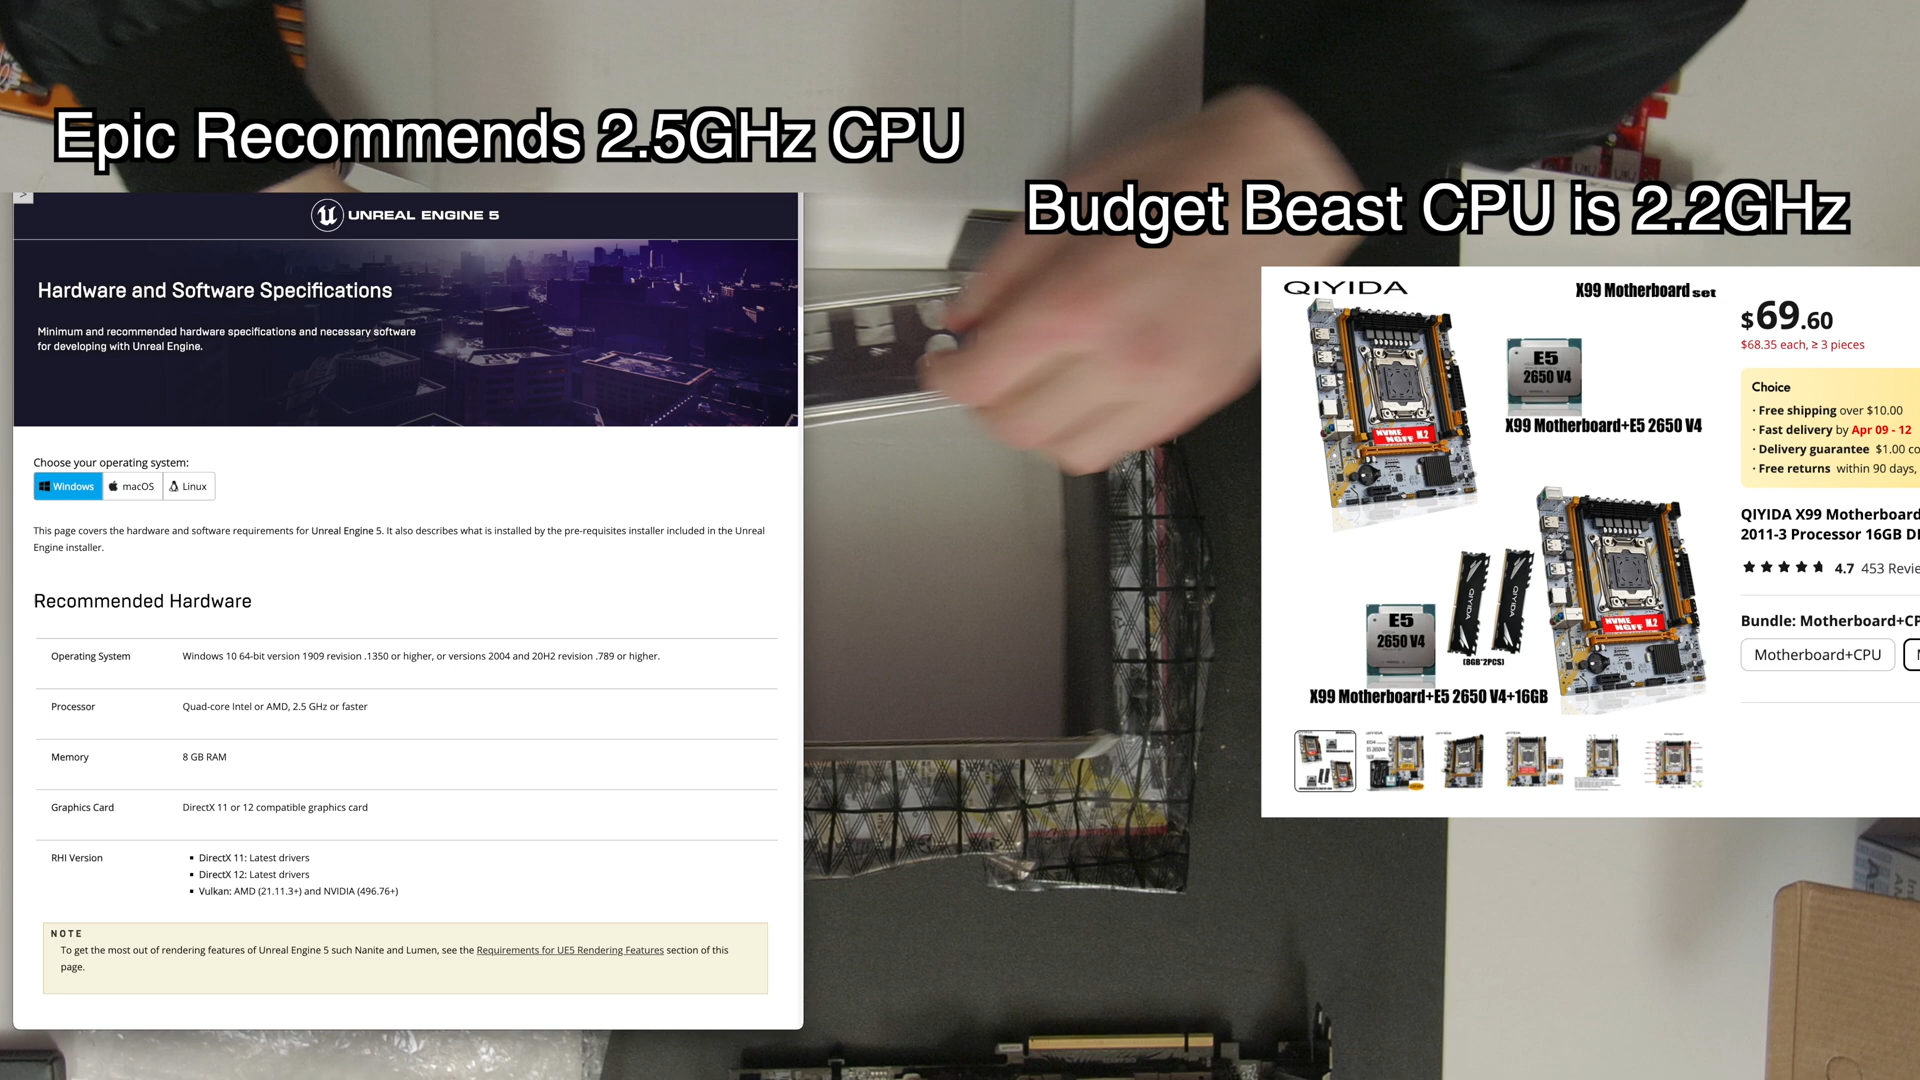 Epic Recommends 2.5GHz CPU
Budget Beast CPU is 2.2GHz
UNREAL ENGINE 5
Hardware and Software Specifications
Minimum and recommended hardware specifications and necessary software
for developing with Unreal Engine.
Choose your operating system:
Windows macOS Linux
This page covers the hardware and software requirements for Unreal Engine 5. It also describes what is installed by the pre-requisites installer included in the Unreal
Engine installer.
Recommended Hardware
Operating System Windows 10 64-bit version 1909 revision .1350 or higher, or versions 2004 and 20H2 revision .789 or higher.
Processor Quad-core Intel or AMD, 2.5 GHz or faster
Memory 8 GB RAM
Graphics Card DirectX 11 or 12 compatible graphics card
RHI Version
▪ DirectX 11: Latest drivers
▪ DirectX 12: Latest drivers
▪ Vulkan: AMD (21.11.3+) and NVIDIA (496.76+)
NOTE
To get the most out of rendering features of Unreal Engine 5 such Nanite and Lumen, see the Requirements for UE5 Rendering Features section of this
page.
QIYIDA
X99 Motherboard set
E5
2650 V4
X99 Motherboard+E5 2650 V4
NVME
NGFF M.2
E5
2650 V4
QIYIDA
QIYIDA
(8GB*2PCS)
NVME
NGFF M.2
X99 Motherboard+E5 2650 V4+16GB
$69.60
$68.35 each, ≥ 3 pieces
Choice
· Free shipping over $10.00
· Fast delivery by Apr 09 - 12
· Delivery guarantee $1.00 co
· Free returns within 90 days,
QIYIDA X99 Motherboard
2011-3 Processor 16GB D
4.7 453 Revie
Bundle: Motherboard+CP
Motherboard+CPU